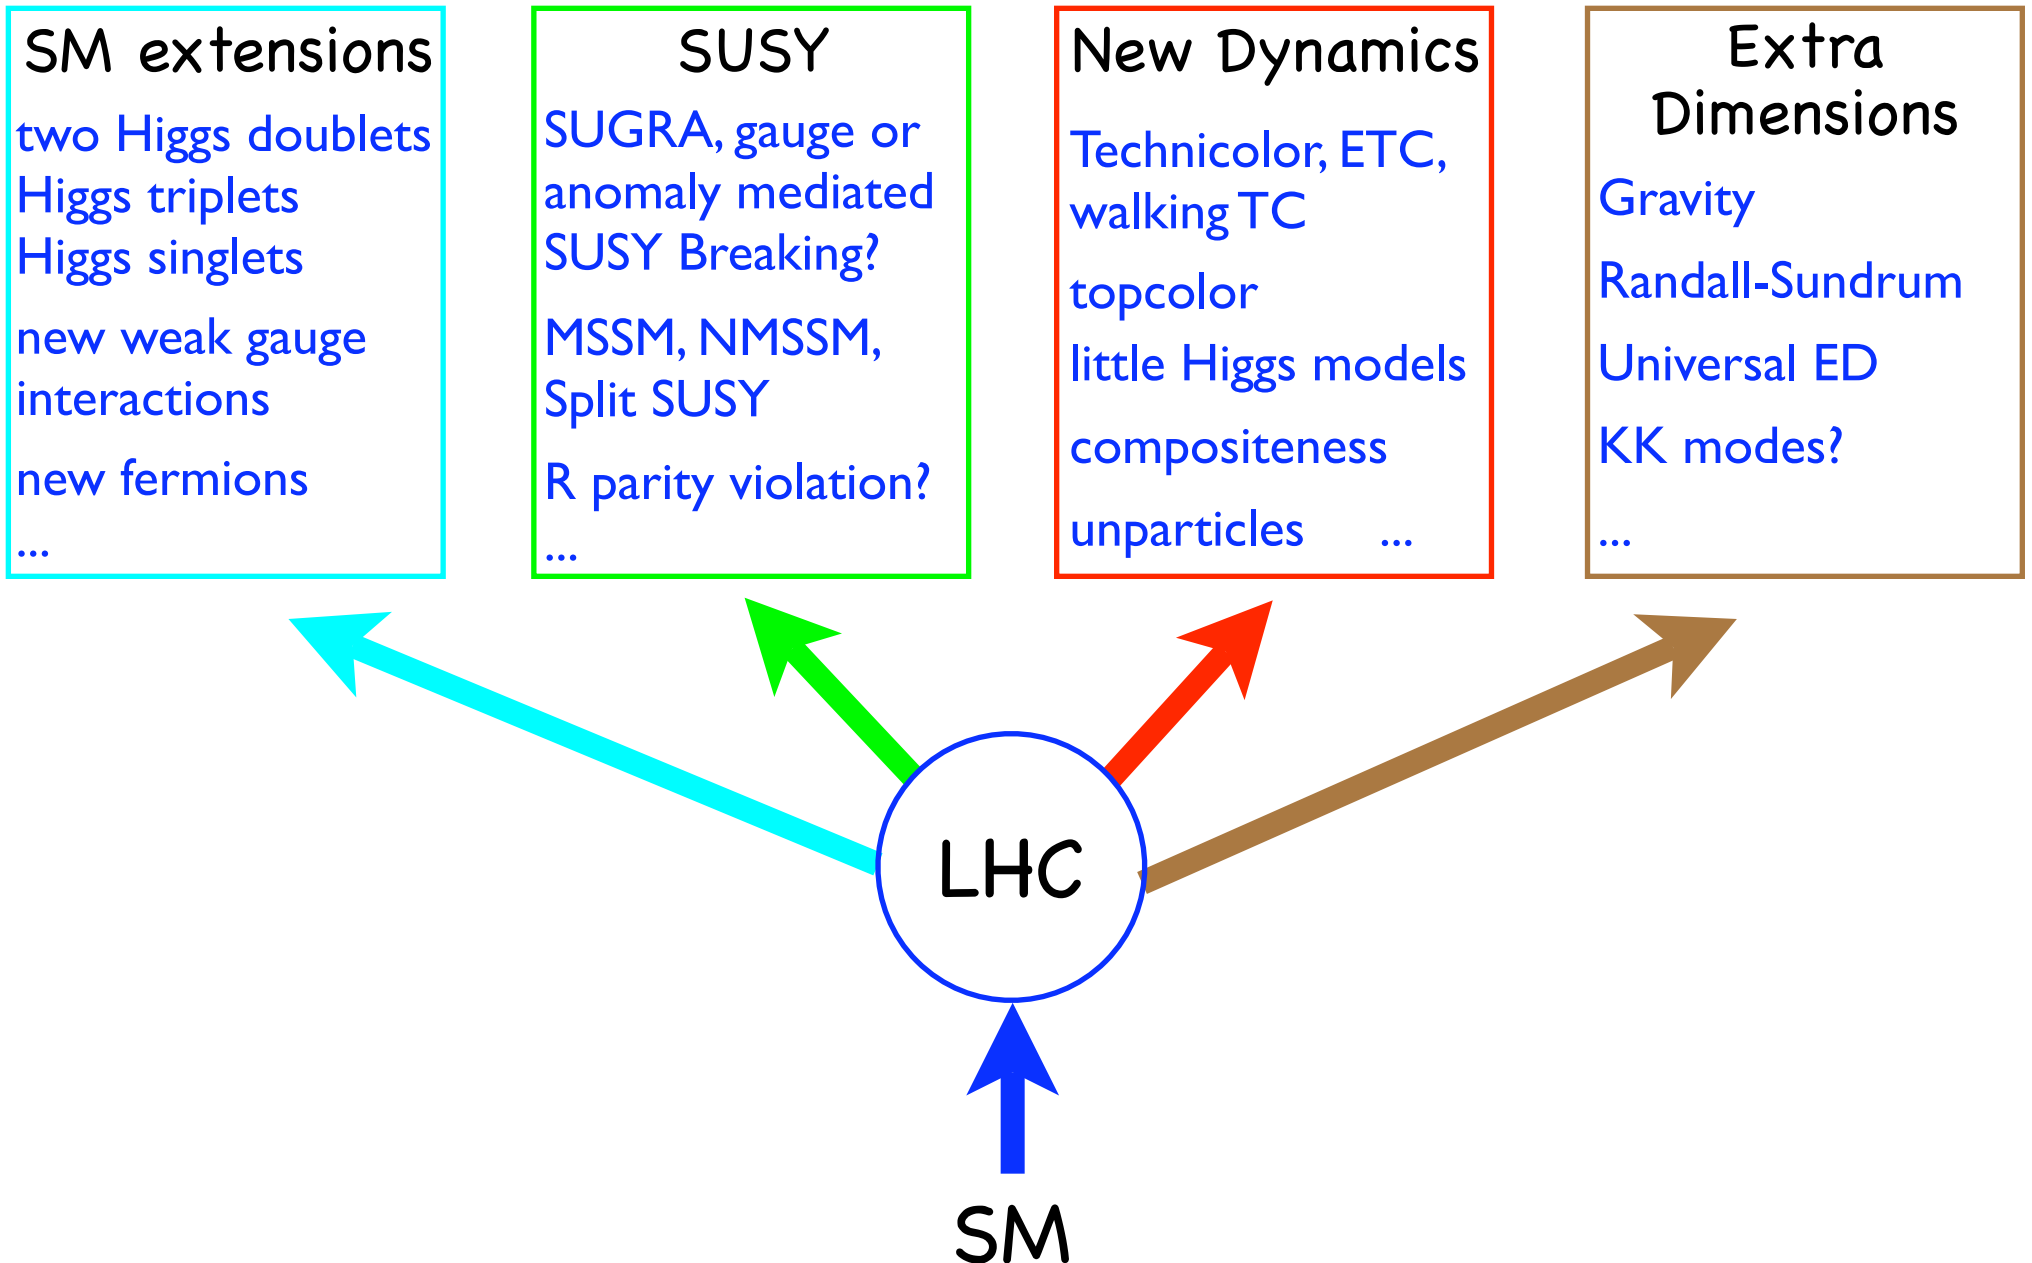 SM extensions
two Higgs doublets
Higgs triplets
Higgs singlets
new weak gauge
interactions
new fermions
...
SUSY
SUGRA, gauge or
anomaly mediated
SUSY Breaking?
MSSM, NMSSM,
Split SUSY
R parity violation?
...
New Dynamics
Technicolor, ETC,
walking TC
topcolor
little Higgs models
compositeness
unparticles ...
Extra
Dimensions
Gravity
Randall-Sundrum
Universal ED
KK modes?
...
LHC
SM